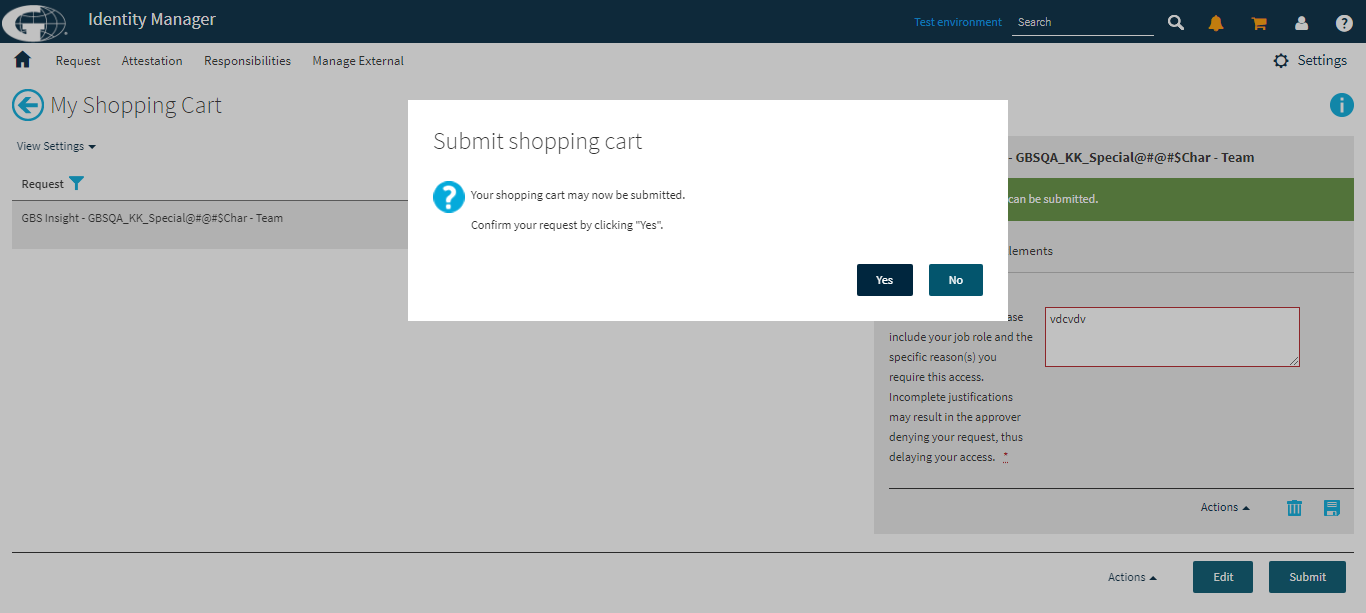 Identity Manager
Test environment
Search
Request
Attestation
Responsibilities
Manage External
Settings
My Shopping Cart
View Settings
Request
GBS Insight - GBSQA_KK_Special@#@#$Char - Team
Submit shopping cart
Your shopping cart may now be submitted.
Confirm your request by clicking "Yes".
Yes
No
- GBSQA_KK_Special@#@#$Char - Team
can be submitted.
include your job role and the
specific reason(s) you
require this access.
Incomplete justifications
may result in the approver
denying your request, thus
delaying your access. *
vdcvdv
Actions
Actions
Edit
Submit